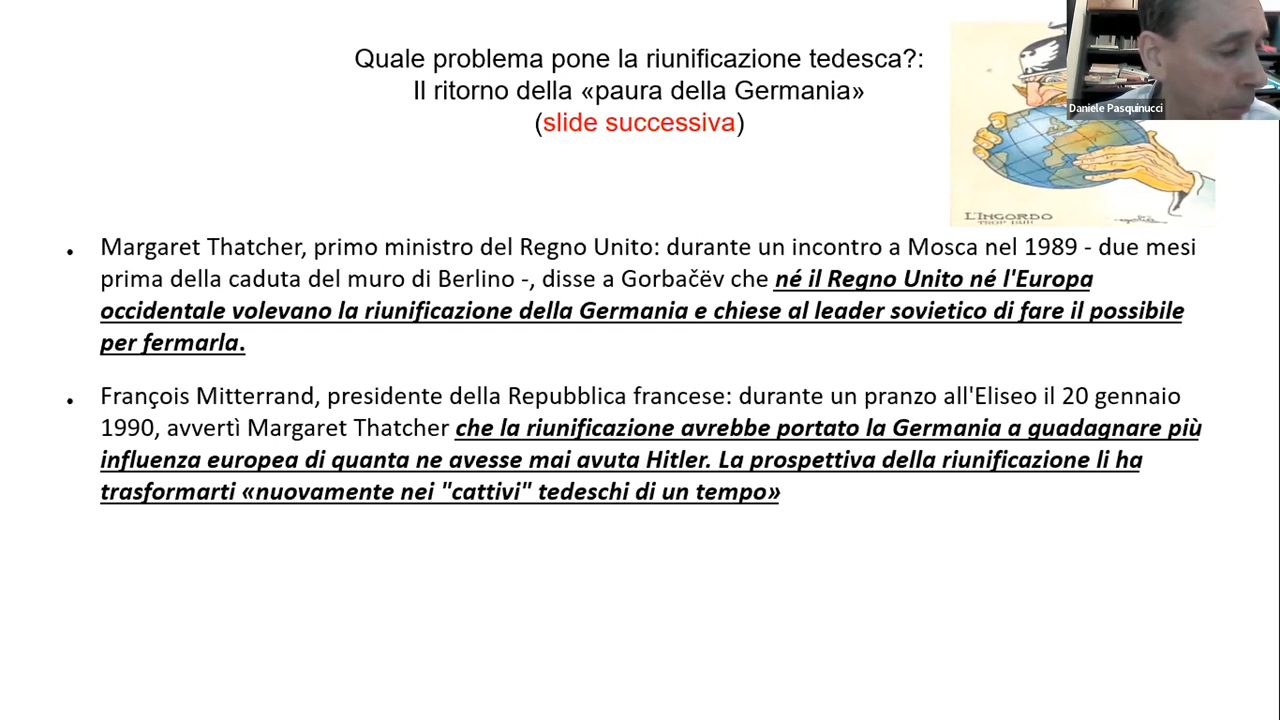 Quale problema pone la riunificazione tedesca?:
Il ritorno della «paura della Germania»
(slide successiva)
Daniele Pasquinucci
L'INGORDO
TROP DUR!
• Margaret Thatcher, primo ministro del Regno Unito: durante un incontro a Mosca nel 1989 - due mesi
prima della caduta del muro di Berlino -, disse a Gorbačëv che né il Regno Unito né l'Europa
occidentale volevano la riunificazione della Germania e chiese al leader sovietico di fare il possibile
per fermarla.
• François Mitterrand, presidente della Repubblica francese: durante un pranzo all'Eliseo il 20 gennaio
1990, avvertì Margaret Thatcher che la riunificazione avrebbe portato la Germania a guadagnare più
influenza europea di quanta ne avesse mai avuta Hitler. La prospettiva della riunificazione li ha
trasformarti «nuovamente nei "cattivi" tedeschi di un tempo»